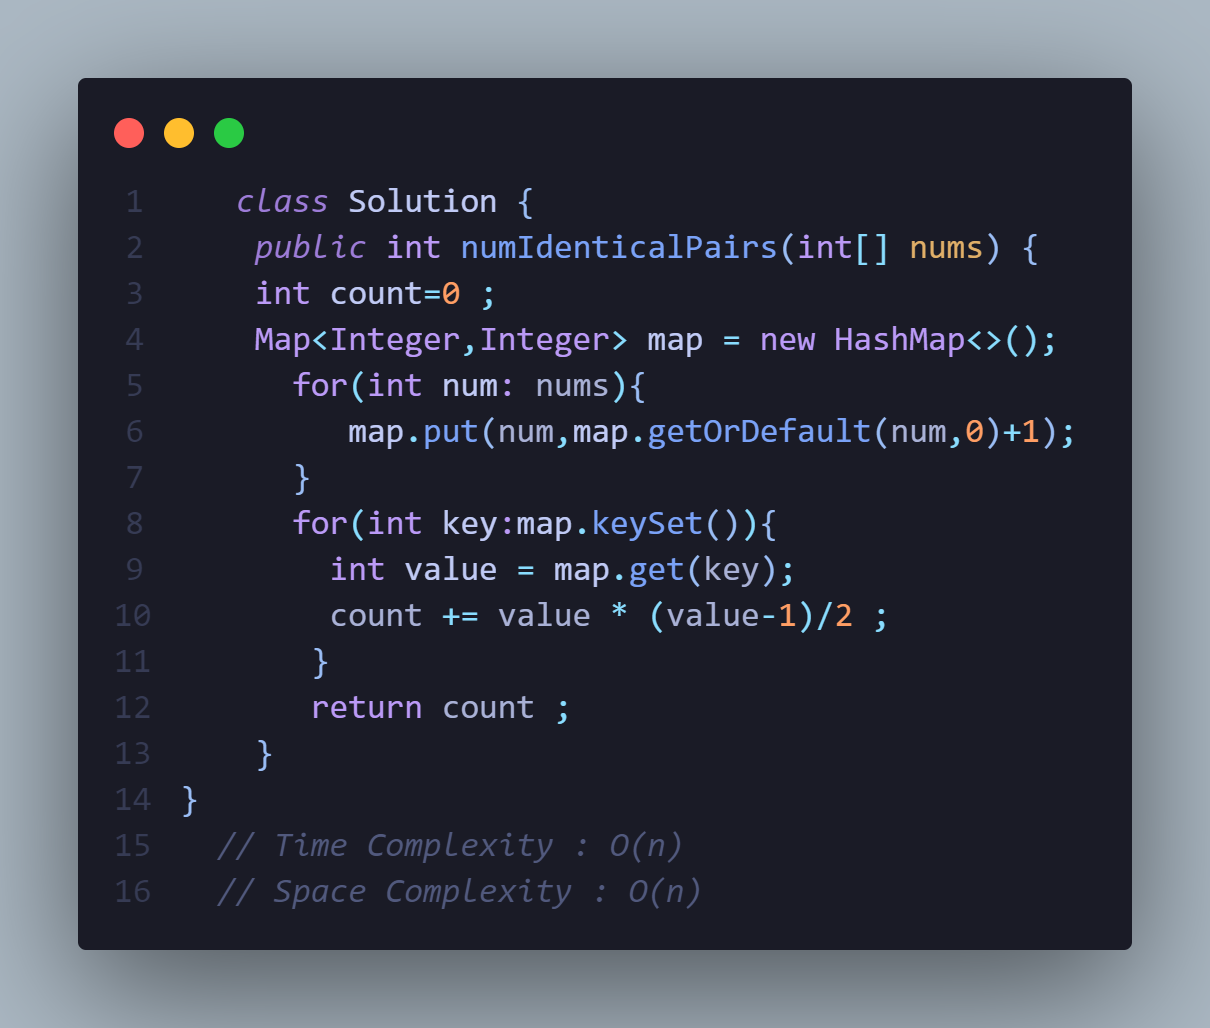 1 class Solution {
2 public int numIdenticalPairs(int[] nums) {
3 int count=0 ;
4 Map<Integer,Integer> map = new HashMap<>();
5 for(int num: nums){
6 map.put(num,map.getOrDefault(num,0)+1);
7 }
8 for(int key:map.keySet()){
9 int value = map.get(key);
10 count += value * (value-1)/2 ;
11 }
12 return count ;
13 }
14 }
15 // Time Complexity : O(n)
16 // Space Complexity : O(n)